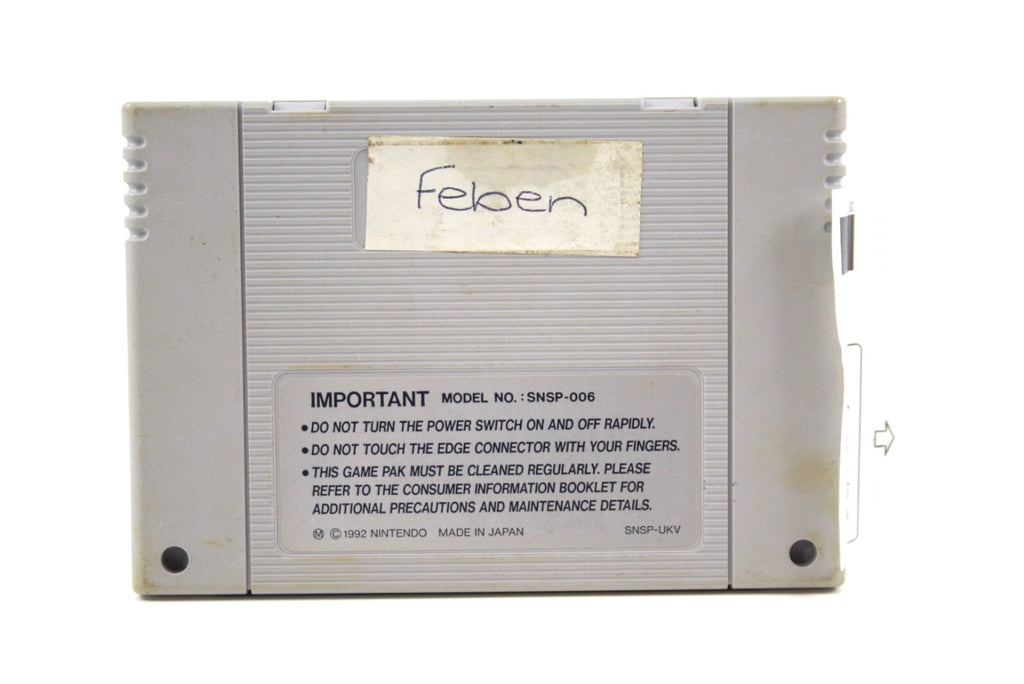 Feben
IMPORTANT MODEL NO.: SNSP-006
• DO NOT TURN THE POWER SWITCH ON AND OFF RAPIDLY.
• DO NOT TOUCH THE EDGE CONNECTOR WITH YOUR FINGERS.
• THIS GAME PAK MUST BE CLEANED REGULARLY. PLEASE
REFER TO THE CONSUMER INFORMATION BOOKLET FOR
ADDITIONAL PRECAUTIONS AND MAINTENANCE DETAILS.
Ⓜ © 1992 NINTENDO MADE IN JAPAN SNSP-UKV